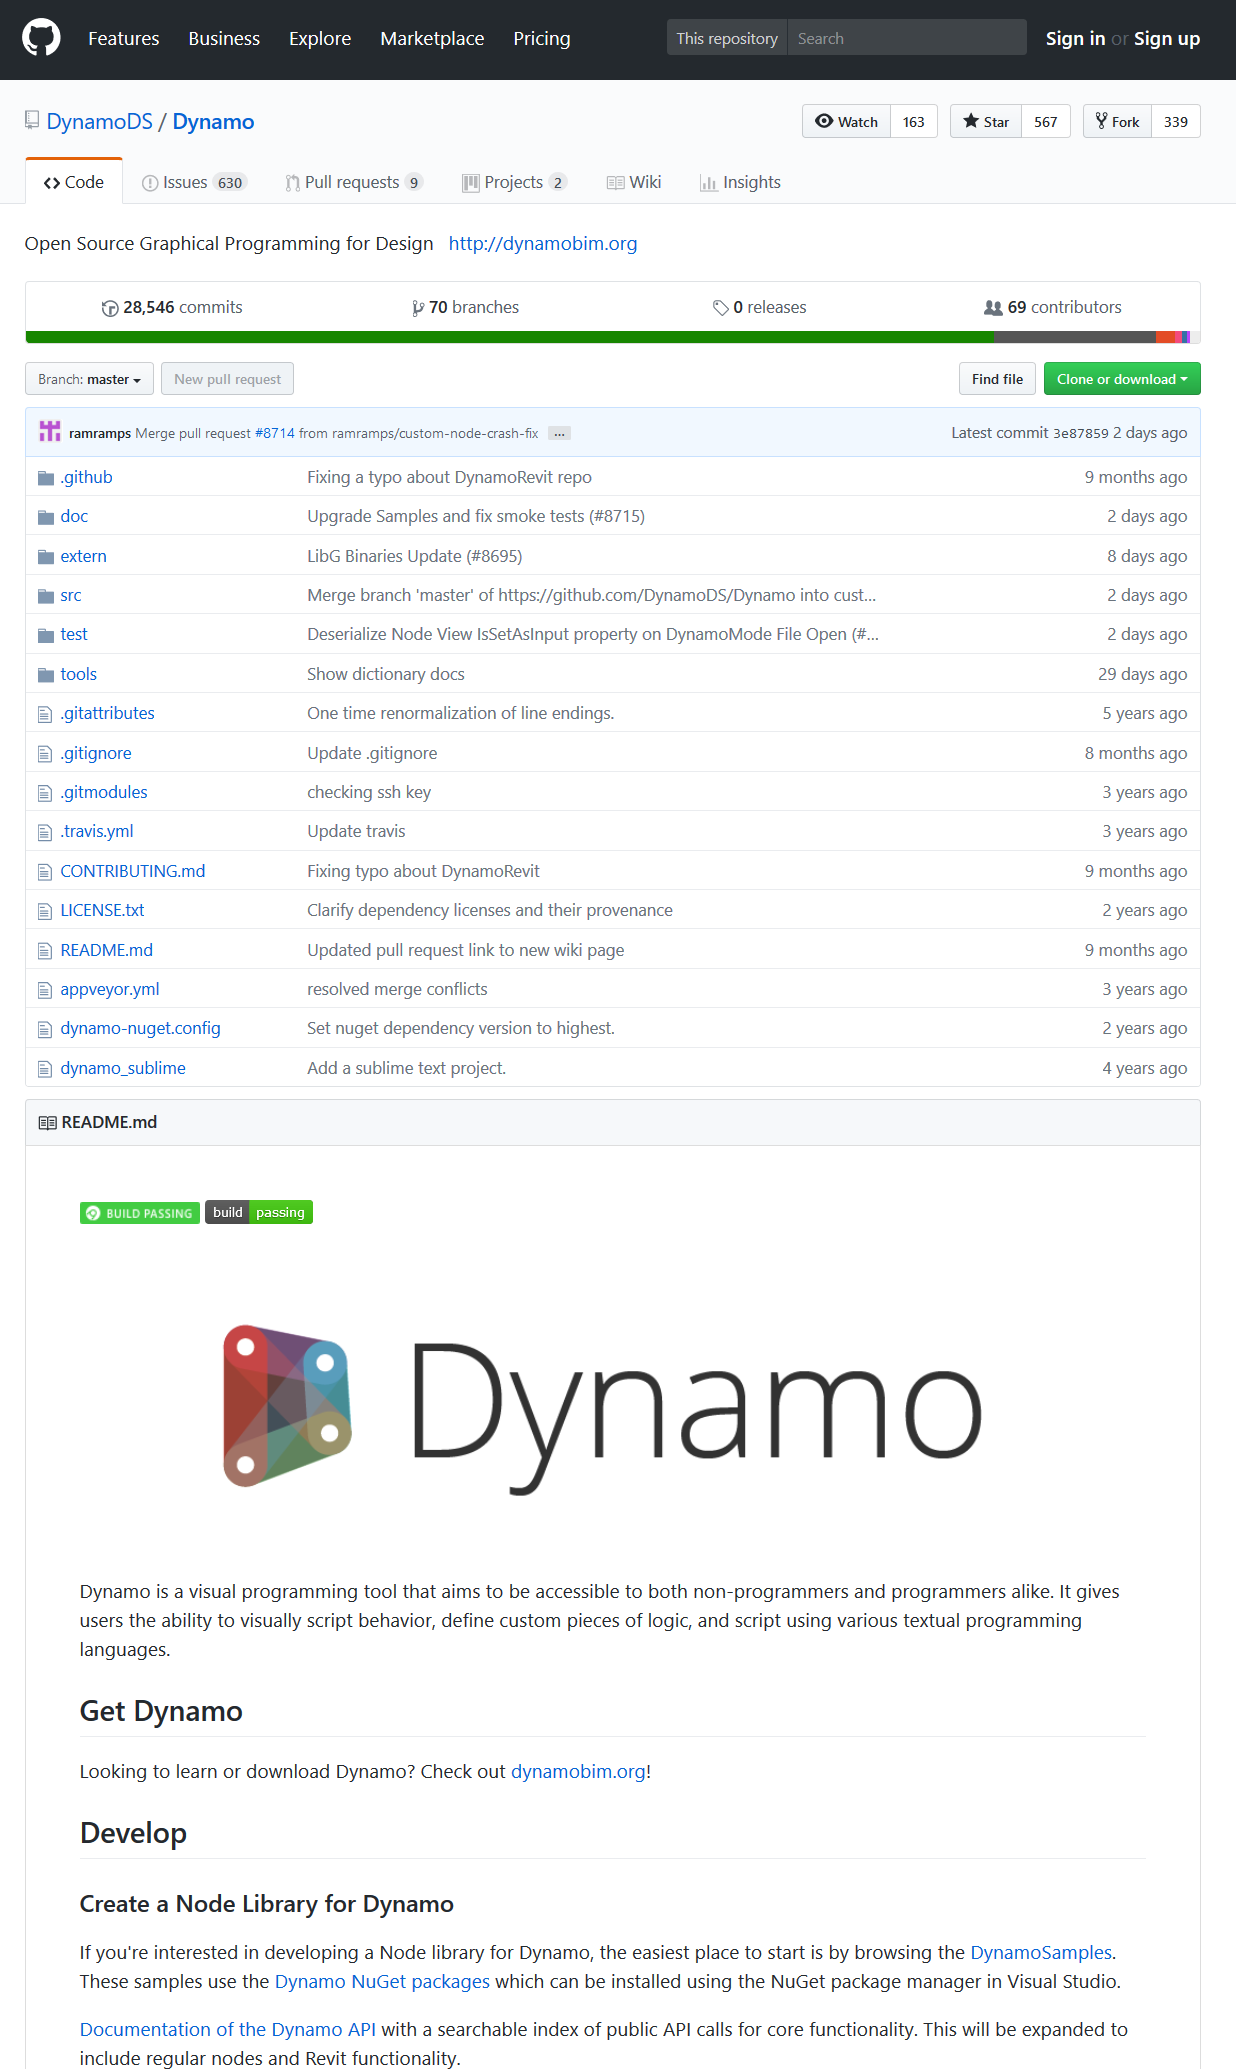 Features Business Explore Marketplace Pricing This repository Search Sign in or Sign up
DynamoDS / Dynamo Watch 163 Star 567 Fork 339
Code Issues 630 Pull requests 9 Projects 2 Wiki Insights
Open Source Graphical Programming for Design http://dynamobim.org
28,546 commits 70 branches 0 releases 69 contributors
Branch: master New pull request Find file Clone or download
ramramps Merge pull request #8714 from ramramps/custom-node-crash-fix ... Latest commit 3e87859 2 days ago
.github Fixing a typo about DynamoRevit repo 9 months ago
doc Upgrade Samples and fix smoke tests (#8715) 2 days ago
extern LibG Binaries Update (#8695) 8 days ago
src Merge branch 'master' of https://github.com/DynamoDS/Dynamo into cust... 2 days ago
test Deserialize Node View IsSetAsInput property on DynamoMode File Open (#... 2 days ago
tools Show dictionary docs 29 days ago
.gitattributes One time renormalization of line endings. 5 years ago
.gitignore Update .gitignore 8 months ago
.gitmodules checking ssh key 3 years ago
.travis.yml Update travis 3 years ago
CONTRIBUTING.md Fixing typo about DynamoRevit 9 months ago
LICENSE.txt Clarify dependency licenses and their provenance 2 years ago
README.md Updated pull request link to new wiki page 9 months ago
appveyor.yml resolved merge conflicts 3 years ago
dynamo-nuget.config Set nuget dependency version to highest. 2 years ago
dynamo_sublime Add a sublime text project. 4 years ago
README.md
BUILD PASSING build passing
Dynamo
Dynamo is a visual programming tool that aims to be accessible to both non-programmers and programmers alike. It gives
users the ability to visually script behavior, define custom pieces of logic, and script using various textual programming
languages.
Get Dynamo
Looking to learn or download Dynamo? Check out dynamobim.org!
Develop
Create a Node Library for Dynamo
If you're interested in developing a Node library for Dynamo, the easiest place to start is by browsing the DynamoSamples.
These samples use the Dynamo NuGet packages which can be installed using the NuGet package manager in Visual Studio.
Documentation of the Dynamo API with a searchable index of public API calls for core functionality. This will be expanded to
include regular nodes and Revit functionality.